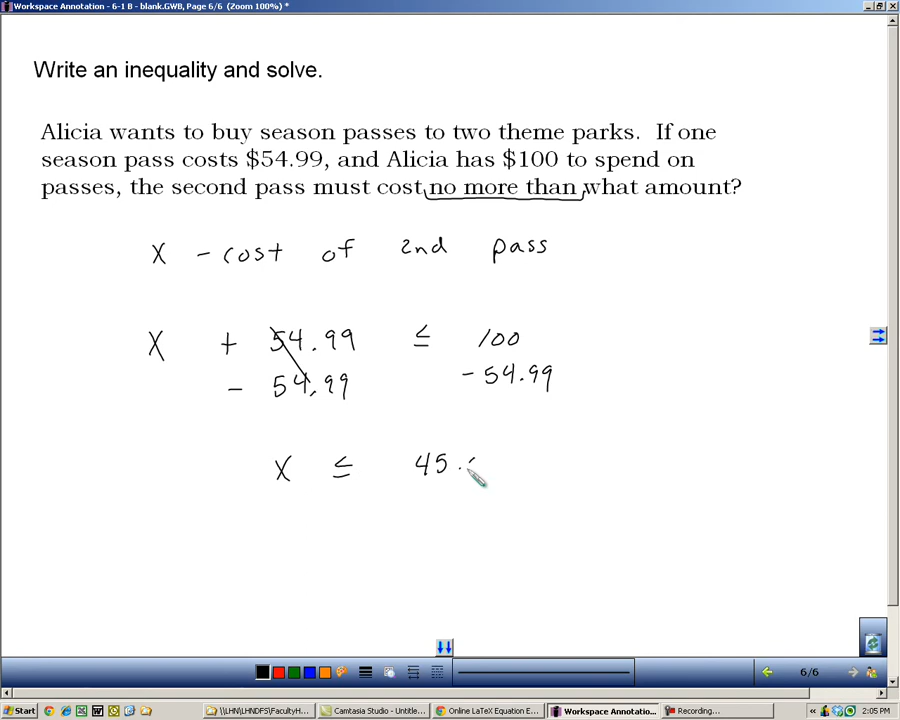 Workspace Annotation - 6-1 B - blank.GWB, Page 6/6 (Zoom 100%) *
Write an inequality and solve.
Alicia wants to buy season passes to two theme parks. If one
season pass costs $54.99, and Alicia has $100 to spend on
passes, the second pass must cost no more than what amount?
X - cost of 2nd pass
X + 54.99 ≤ 100
- 54.99 - 54.99
X ≤ 45.
6/6
Start \\LHN\LHNDFS\FacultyH... Camtasia Studio - Untitle... Online LaTeX Equation E... Workspace Annotatio... Recording... 2:05 PM